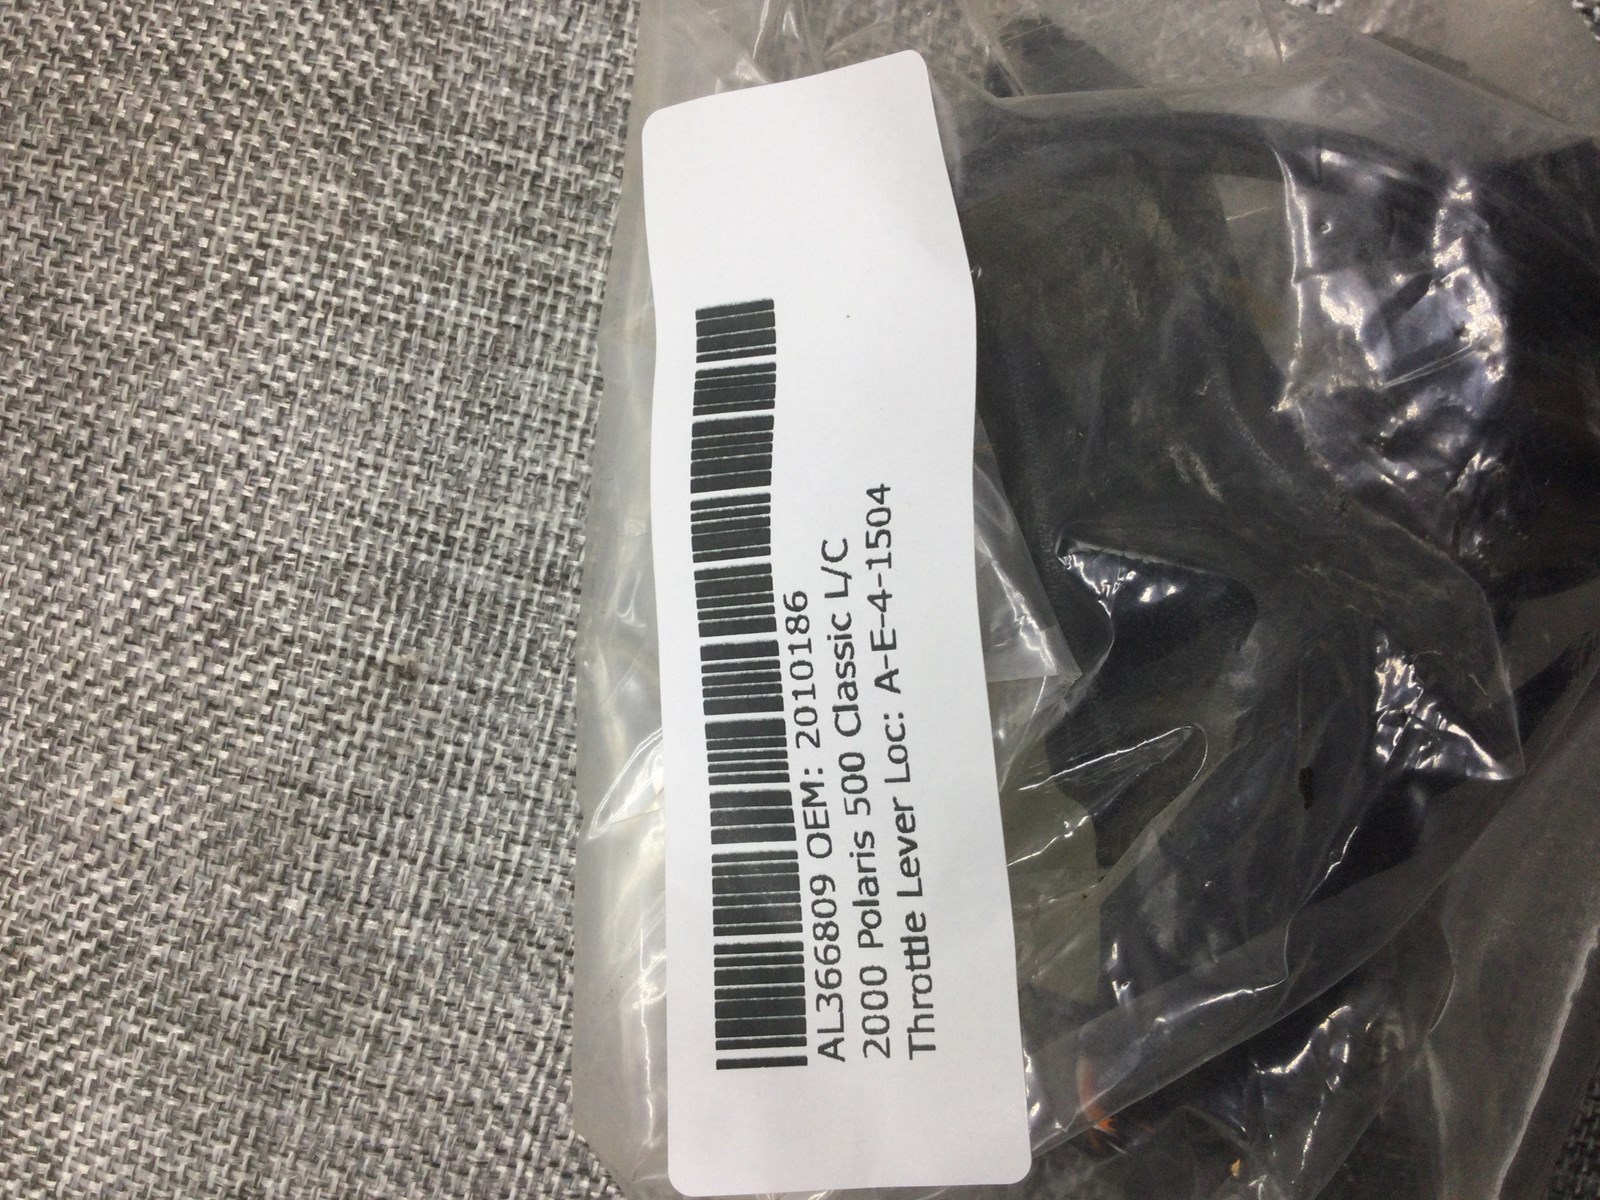 AL366809 OEM: 2010186
2000 Polaris 500 Classic L/C
Throttle Lever Loc: A-E-4-1504